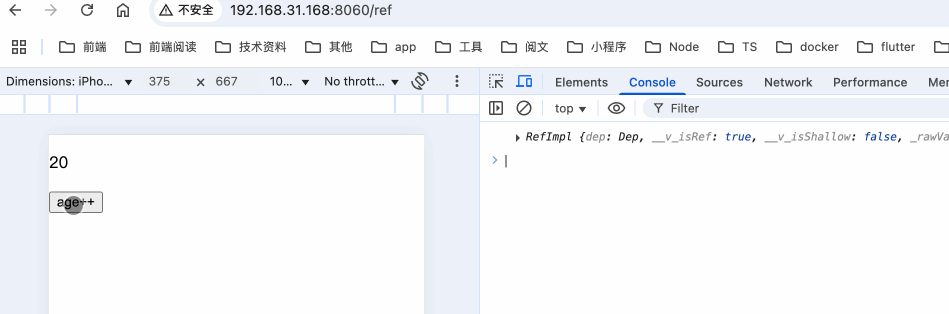 不安全 192.168.31.168:8060/ref
前端 前端阅读 技术资料 其他 app 工具 阅文 小程序 Node TS docker flutter
Dimensions: iPho... 375 × 667 10... No thrott...
Elements Console Sources Network Performance Mer
top Filter
20
RefImpl {dep: Dep, __v_isRef: true, __v_isShallow: false, _rawVa
age++